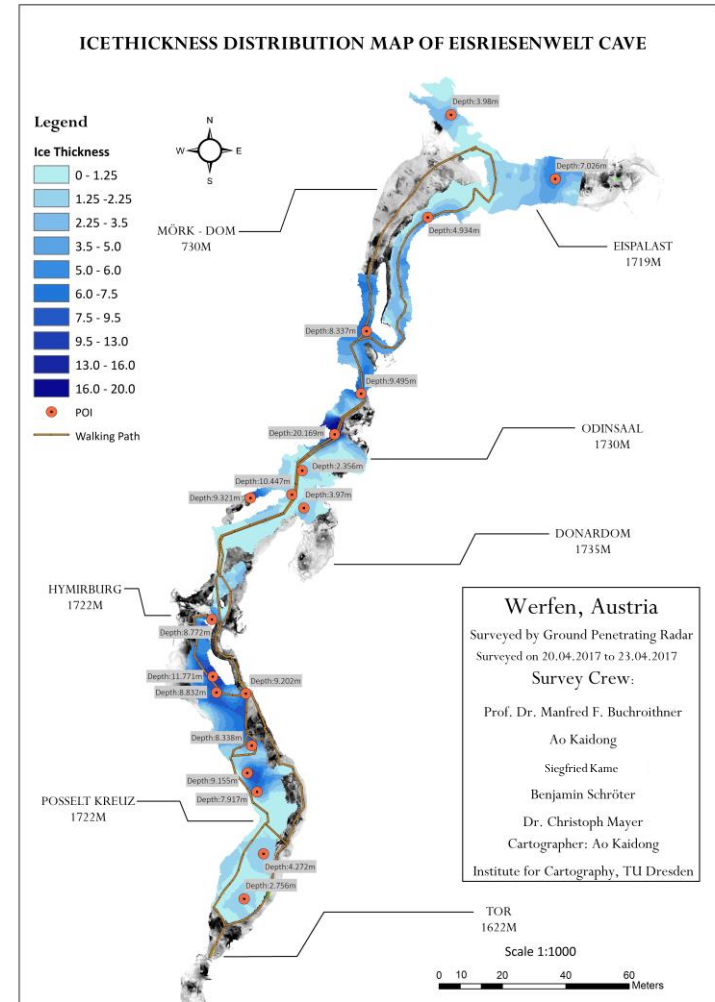 ICETHICKNESS DISTRIBUTION MAP OF EISRIESENWELT CAVE
Legend
Ice Thickness
0 - 1.25
1.25 -2.25
2.25 - 3.5
3.5 - 5.0
5.0 - 6.0
6.0 -7.5
7.5 - 9.5
9.5 - 13.0
13.0 - 16.0
16.0 - 20.0
POI
Walking Path
N
W
E
S
Depth:3.98m
Depth:7.026m
MÖRK - DOM
730M
Depth:4.934m
EISPALAST
1719M
Depth:8.337m
Depth:9.495m
Depth:20.169m
ODINSAAL
1730M
Depth:2.356m
Depth:10.447m
Depth:9.321m
Depth:3.97m
DONARDOM
1735M
HYMIRBURG
1722M
Depth:8.772m
Depth:11.771m
Depth:8.832m
Depth:9.202m
Depth:8.338m
Depth:9.155m
Depth:7.917m
POSSELT KREUZ
1722M
Depth:4.272m
Depth:2.756m
TOR
1622M
Werfen, Austria
Surveyed by Ground Penetrating Radar
Surveyed on 20.04.2017 to 23.04.2017
Survey Crew:
Prof. Dr. Manfred F. Buchroithner
Ao Kaidong
Siegfried Kame
Benjamin Schröter
Dr. Christoph Mayer
Cartographer: Ao Kaidong
Institute for Cartography, TU Dresden
Scale 1:1000
0 10 20 40 60
Meters